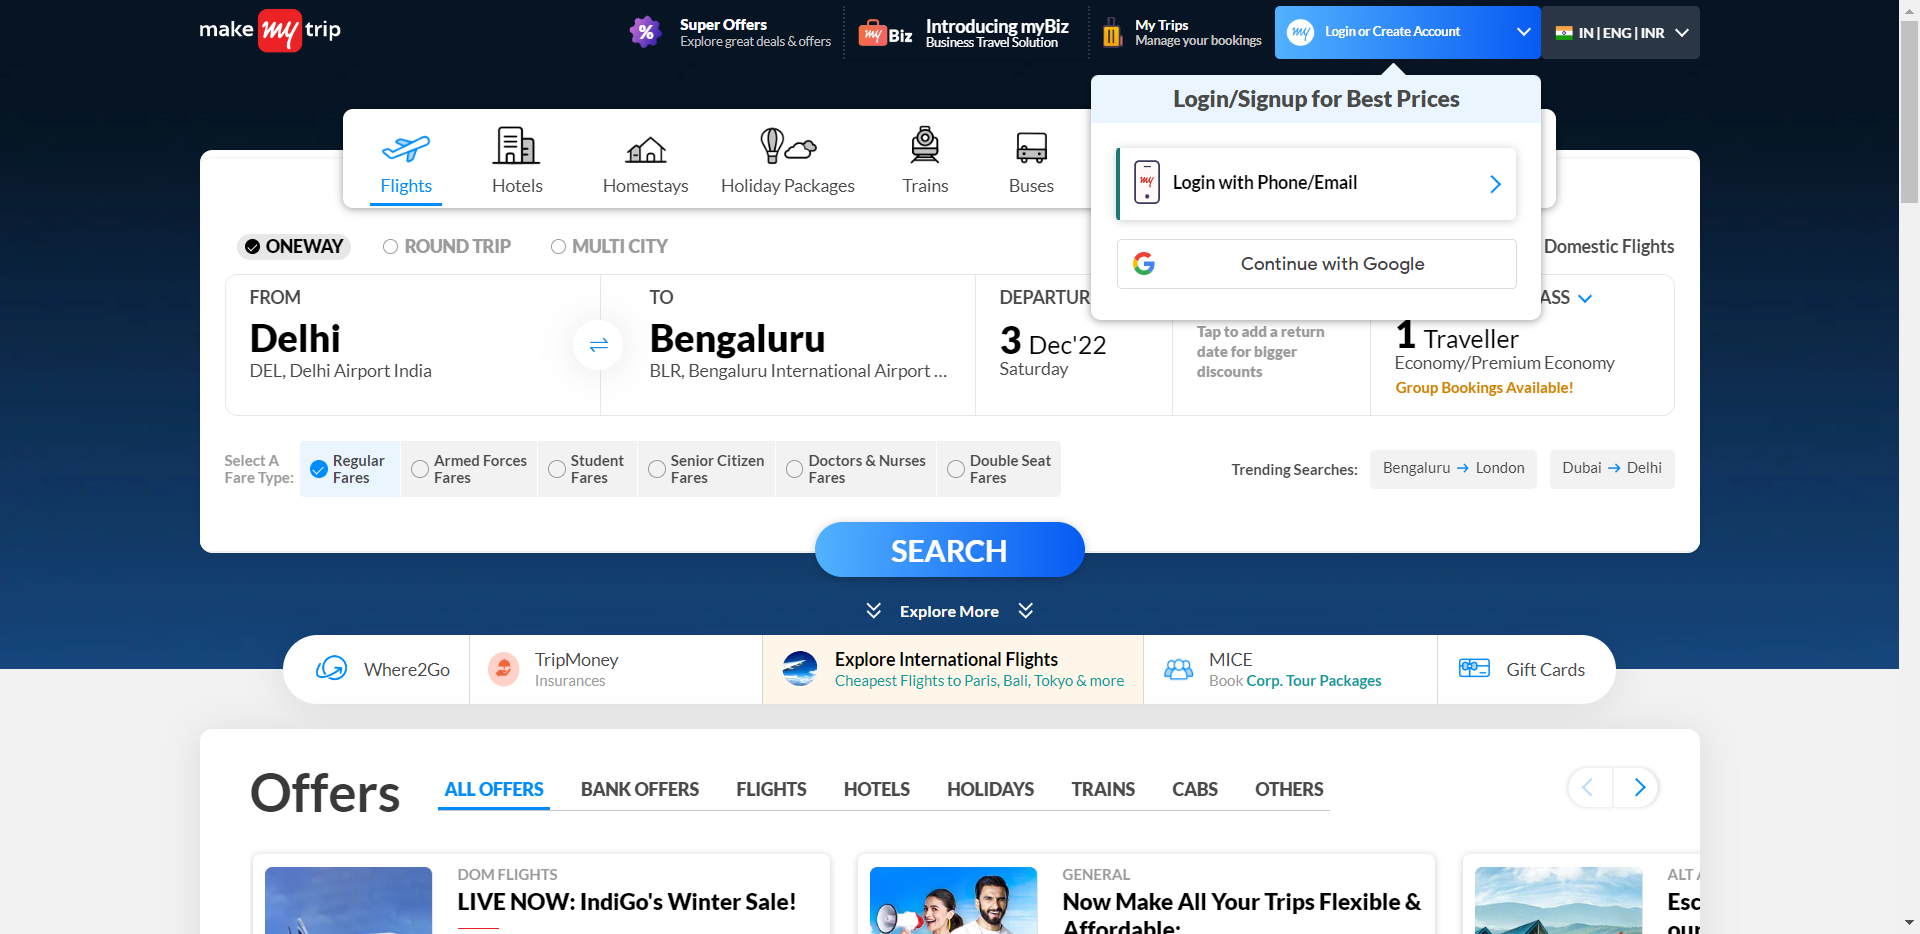 make my trip
%
Super Offers
Explore great deals & offers
my Biz
Introducing myBiz
Business Travel Solution
My Trips
Manage your bookings
my
Login or Create Account
IN | ENG | INR
Login/Signup for Best Prices
my
Login with Phone/Email
Continue with Google
Flights
Hotels
Homestays
Holiday Packages
Trains
Buses
ONEWAY
ROUND TRIP
MULTI CITY
Domestic Flights
FROM
Delhi
DEL, Delhi Airport India
TO
Bengaluru
BLR, Bengaluru International Airport ...
DEPARTUR
3 Dec'22
Saturday
Tap to add a return
date for bigger
discounts
ASS
1 Traveller
Economy/Premium Economy
Group Bookings Available!
Select A
Fare Type:
Regular
Fares
Armed Forces
Fares
Student
Fares
Senior Citizen
Fares
Doctors & Nurses
Fares
Double Seat
Fares
Trending Searches:
Bengaluru → London
Dubai → Delhi
SEARCH
Explore More
Where2Go
TripMoney
Insurances
Explore International Flights
Cheapest Flights to Paris, Bali, Tokyo & more
MICE
Book Corp. Tour Packages
Gift Cards
Offers
ALL OFFERS
BANK OFFERS
FLIGHTS
HOTELS
HOLIDAYS
TRAINS
CABS
OTHERS
DOM FLIGHTS
LIVE NOW: IndiGo's Winter Sale!
GENERAL
Now Make All Your Trips Flexible &
Affordable:
ALT A
Esc
our